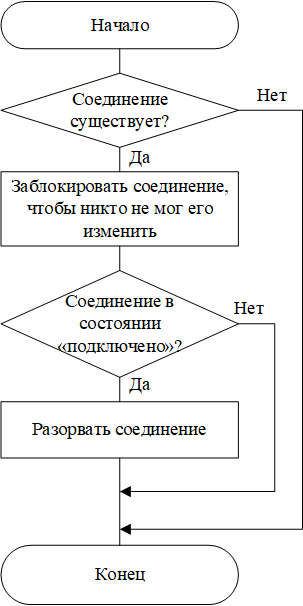 Начало
Соединение
существует?
Нет
Да
Заблокировать соединение,
чтобы никто не мог его
изменить
Соединение в
состоянии
«подключено»?
Нет
Да
Разорвать соединение
Конец